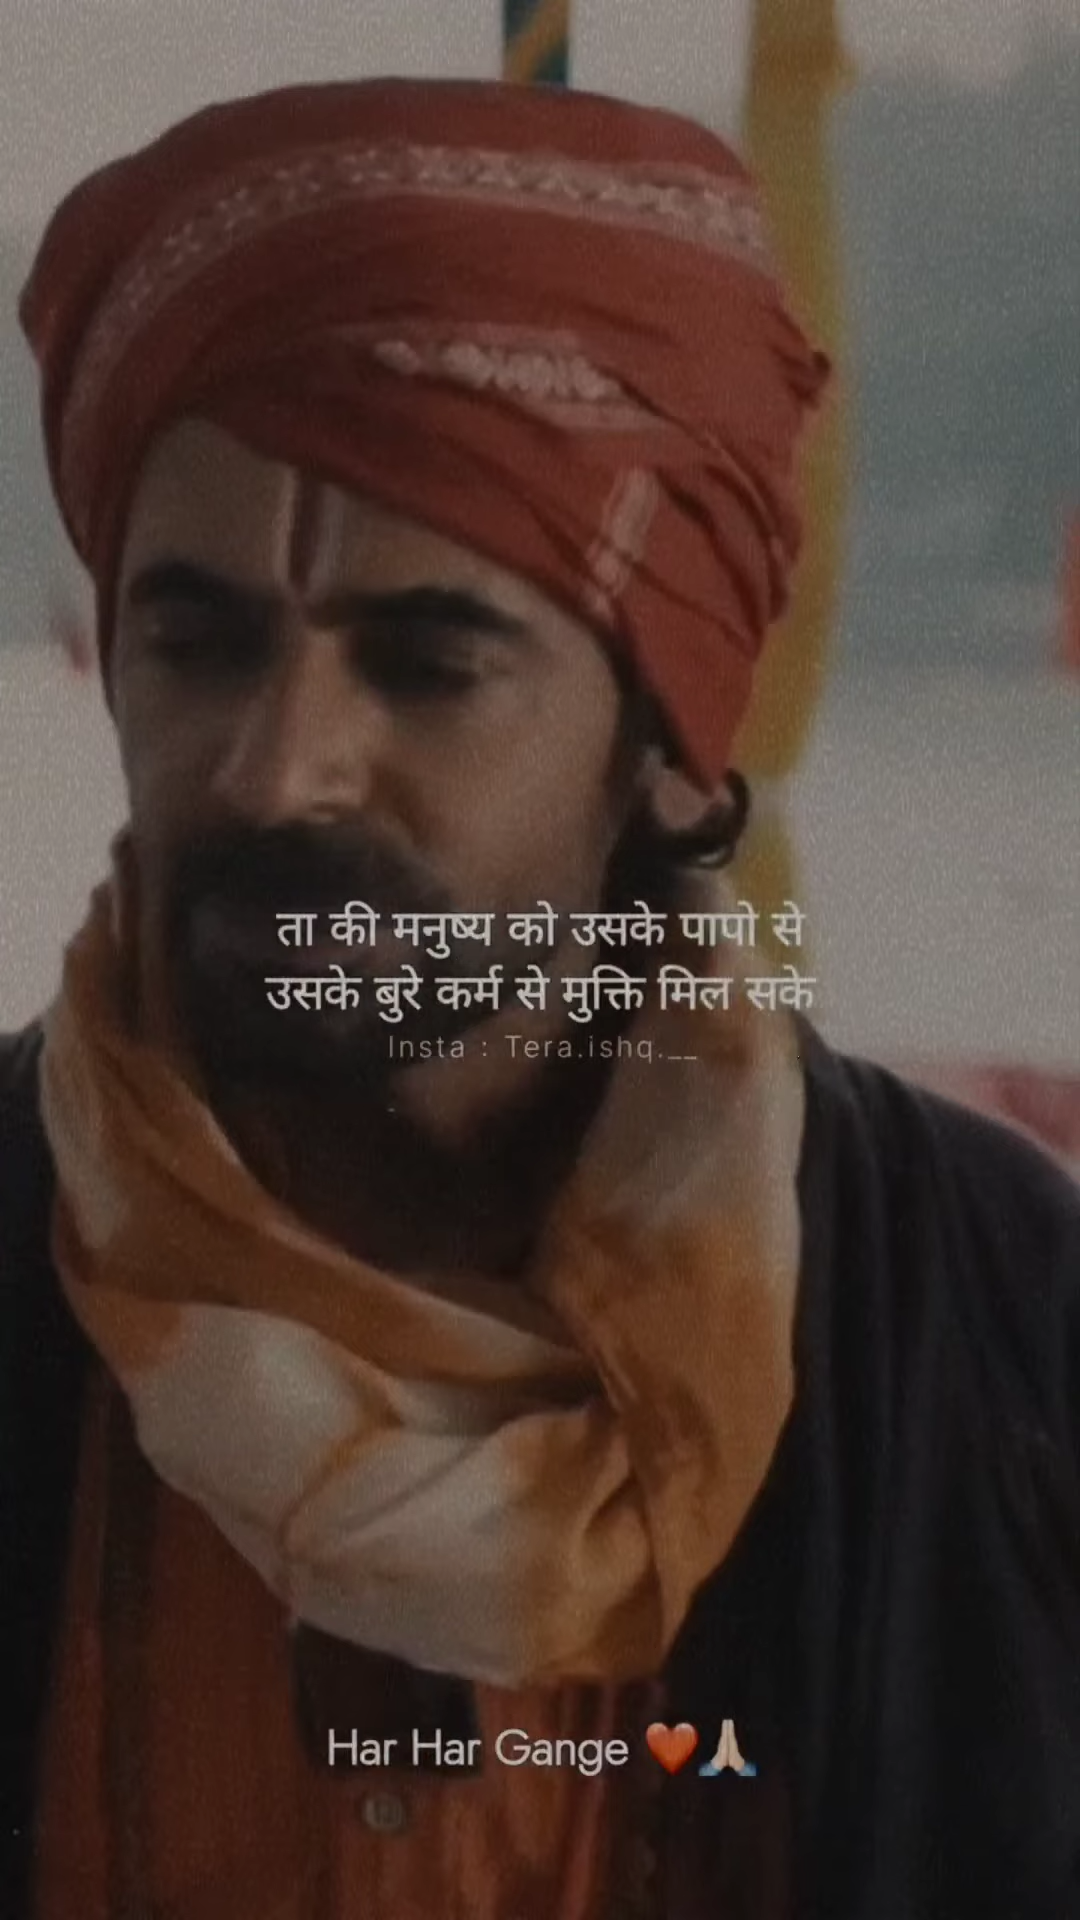 ता की मनुष्य को उसके पापो से
उसके बुरे कर्म से मुक्ति मिल सके
Insta : Tera.ishq.__
Har Har Gange ❤️🙏🏻